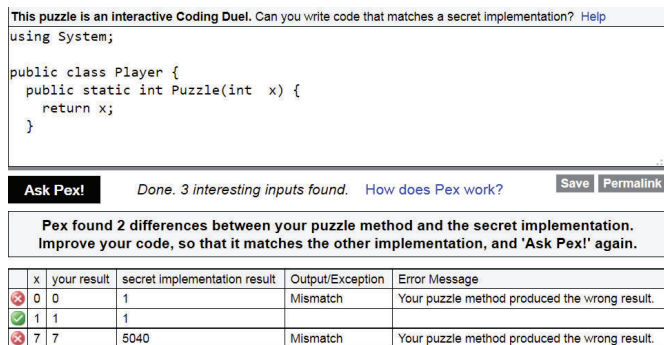 This puzzle is an interactive Coding Duel. Can you write code that matches a secret implementation? Help
using System;
public class Player {
public static int Puzzle(int  x) {
return x;
}
Ask Pex! Done. 3 interesting inputs found. How does Pex work? Save Permalink
Pex found 2 differences between your puzzle method and the secret implementation.
Improve your code, so that it matches the other implementation, and 'Ask Pex!' again.
x your result secret implementation result Output/Exception Error Message
0 0 1 Mismatch Your puzzle method produced the wrong result.
1 1 1
7 7 5040 Mismatch Your puzzle method produced the wrong result.